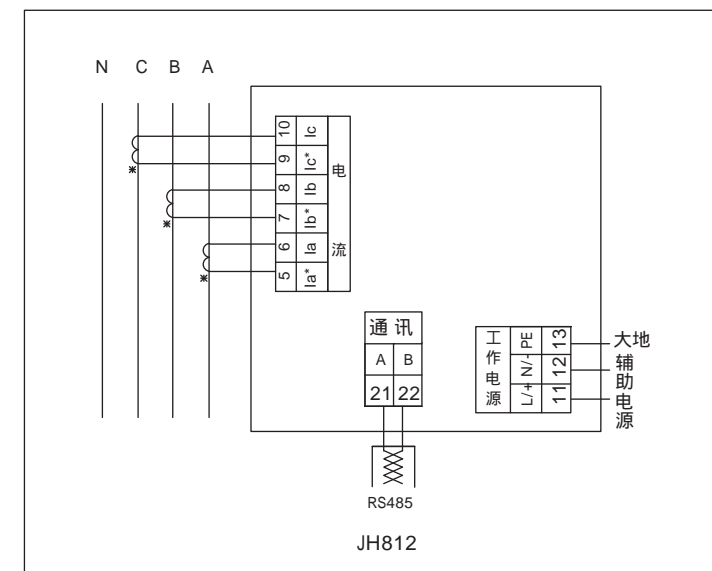 N C B A
10 Ic
9 Ic*
8 Ib
7 Ib*
6 Ia
5 Ia*
电流
通讯
A B
21 22
RS485
工作电源
PE 13
N/- 12
L/+ 11
大地
辅助电源
JH812